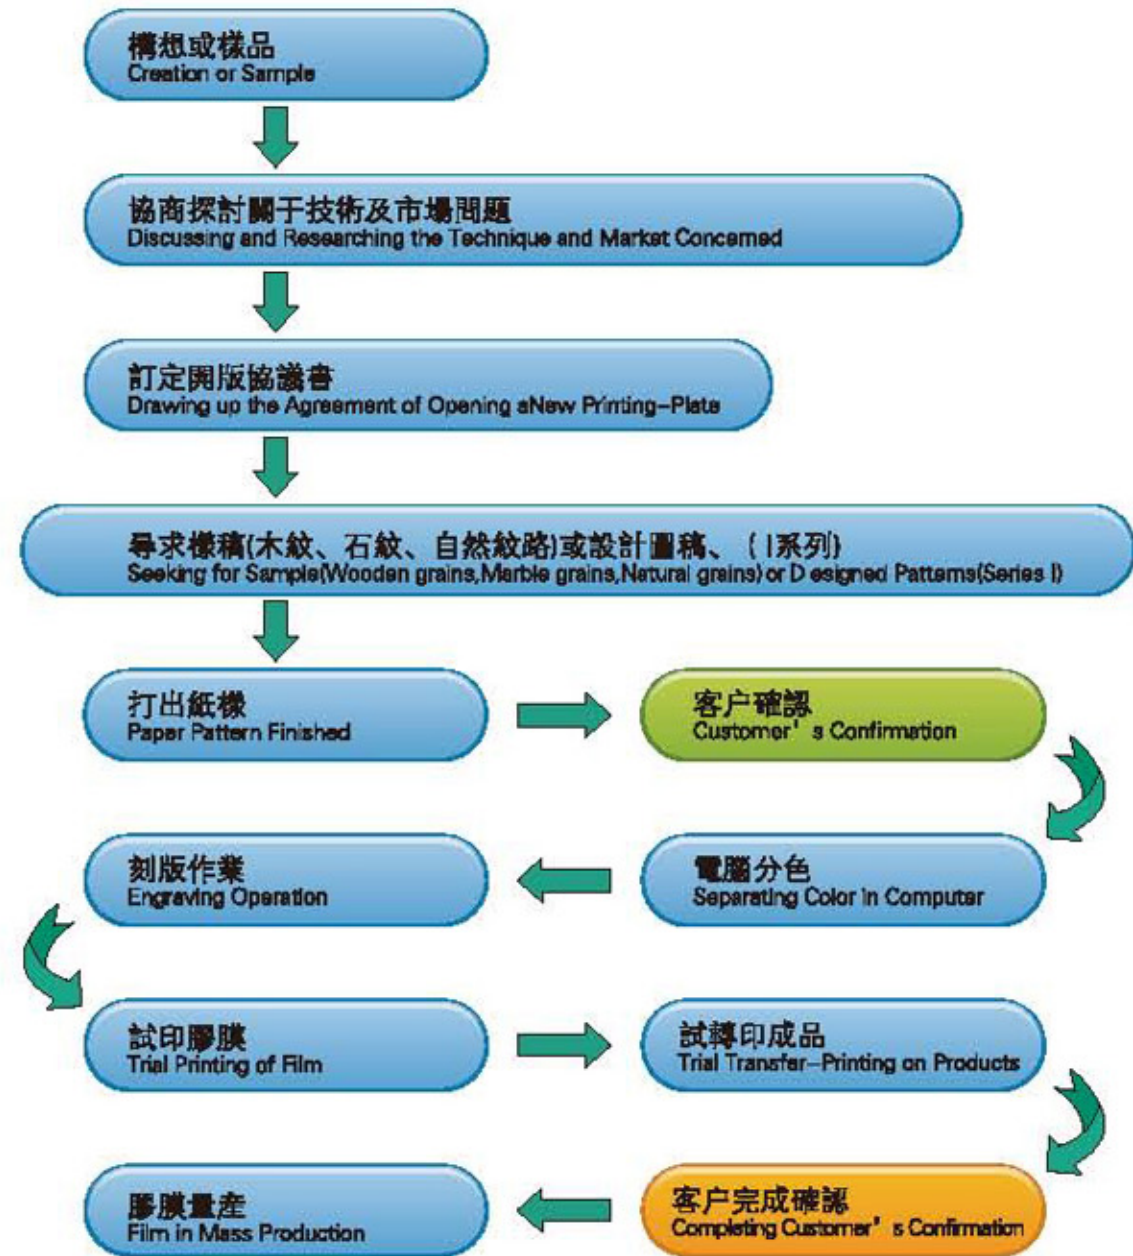 構想或樣品
Creation or Sample
協商探討關于技術及市場問題
Discussing and Researching the Technique and Market Concerned
訂定開版協議書
Drawing up the Agreement of Opening aNew Printing-Plate
尋求樣稿(木紋、石紋、自然紋路)或設計圖稿、（I系列)
Seeking for Sample(Wooden grains,Marble grains,Natural grains) or D esigned Patterns(Series I)
打出紙樣
Paper Pattern Finished
客户確認
Customer’ s Confirmation
刻版作業
Engraving Operation
電腦分色
Separating Color in Computer
試印膠膜
Trial Printing of Film
試轉印成品
Trial Transfer-Printing on Products
膠膜量產
Film in Mass Production
客户完成確認
Completing Customer’ s Confirmation